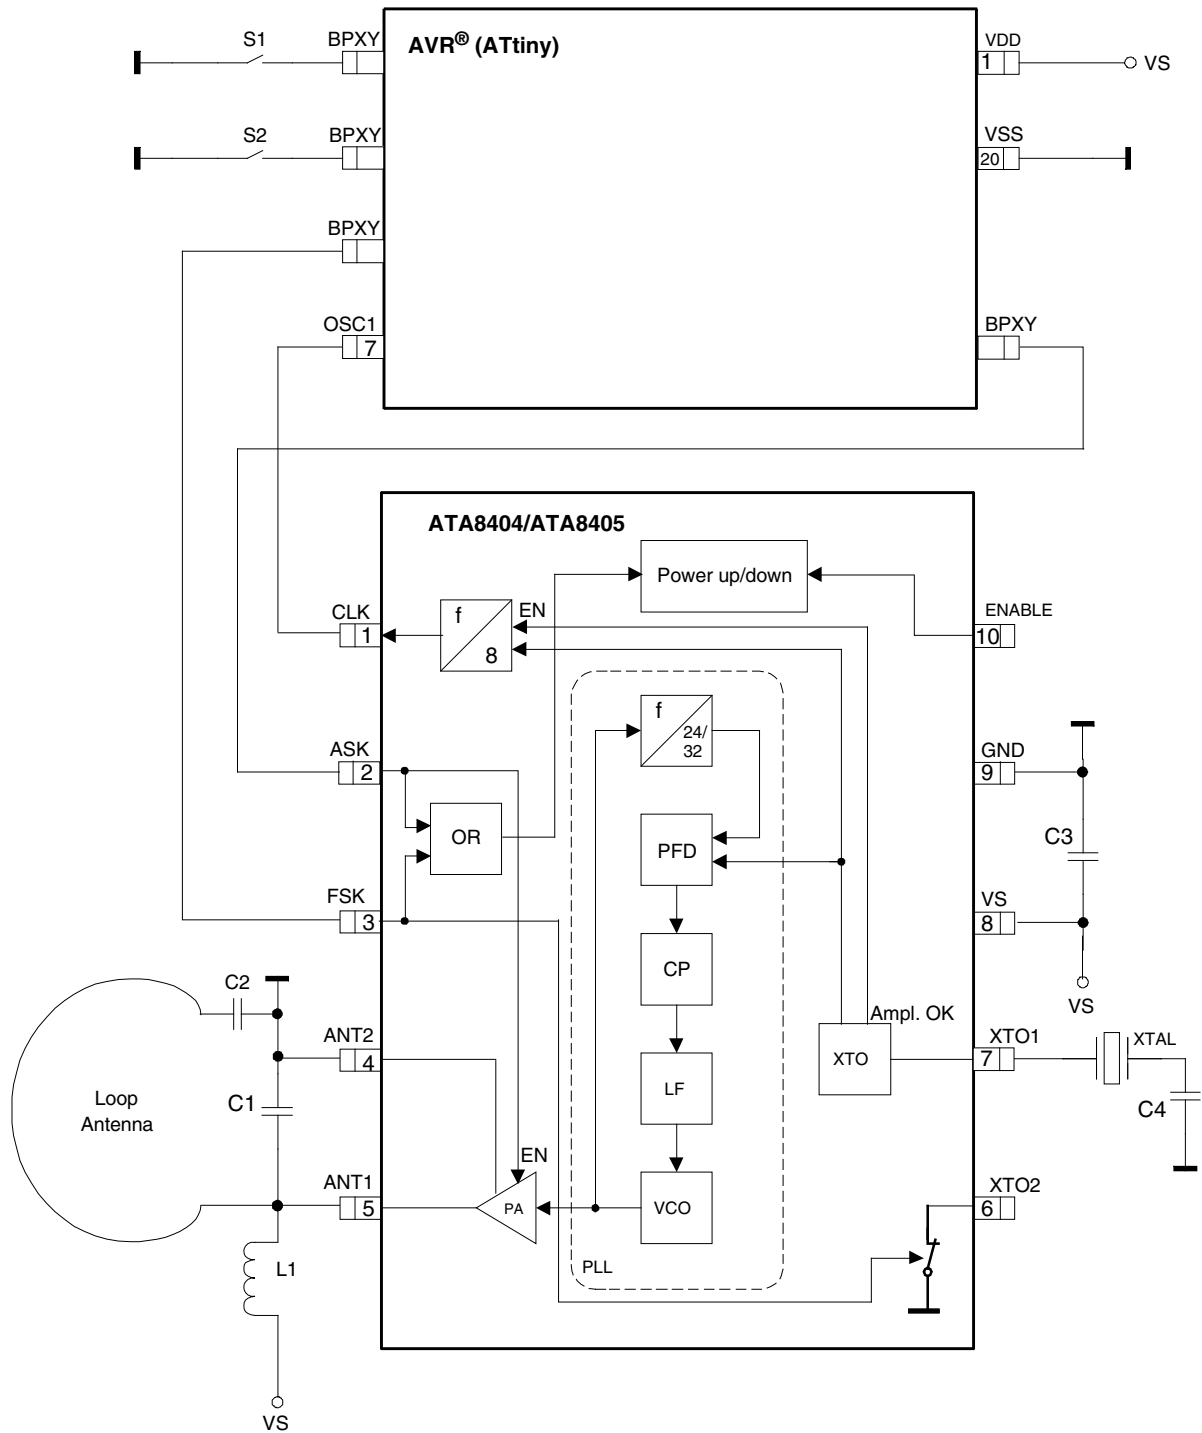 S1
BPXY
AVR® (ATtiny)
VDD
1
VS
S2
BPXY
VSS
20
BPXY
OSC1
7
BPXY
ATA8404/ATA8405
Power up/down
CLK
1
f
8
EN
ENABLE
10
f
24/
32
ASK
2
GND
9
OR
PFD
C3
FSK
3
VS
8
CP
C2
VS
Ampl. OK
ANT2
4
XTO
XTO1
7
XTAL
Loop
Antenna
C1
LF
C4
EN
ANT1
5
PA
VCO
XTO2
6
L1
PLL
VS